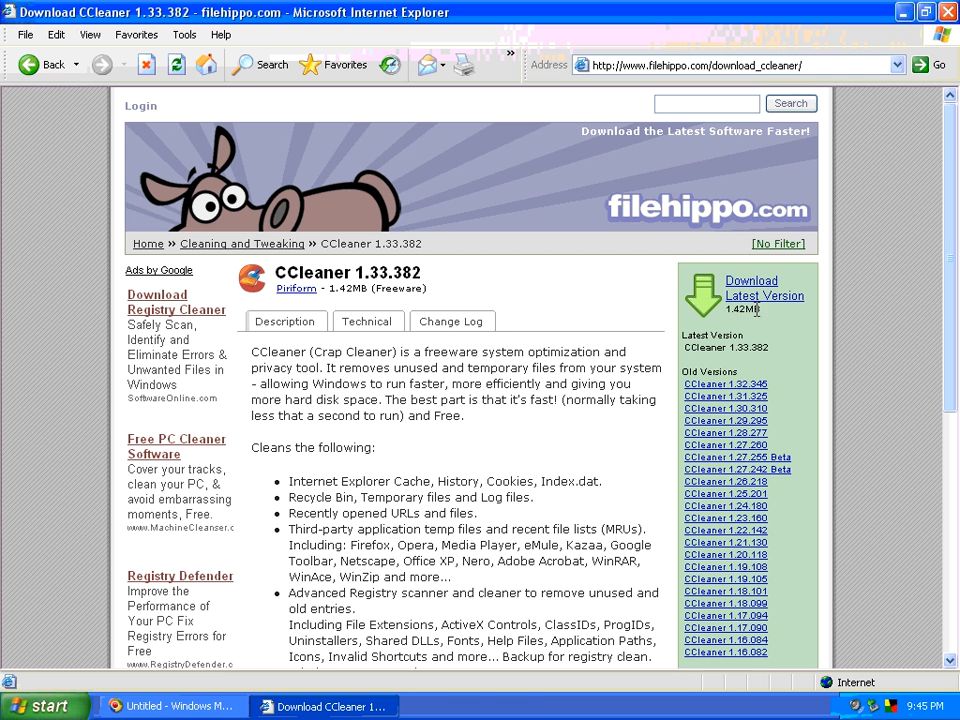 Download CCleaner 1.33.382 - filehippo.com - Microsoft Internet Explorer
File Edit View Favorites Tools Help
Back Search Favorites » Address http://www.filehippo.com/download_ccleaner/ Go
Login Search
Download the Latest Software Faster!
filehippo.com
Home » Cleaning and Tweaking » CCleaner 1.33.382 [No Filter]
Ads by Google
Download
Registry Cleaner
Safely Scan,
Identify and
Eliminate Errors &
Unwanted Files in
Windows
SoftwareOnline.com
Free PC Cleaner
Software
Cover your tracks,
clean your PC, &
avoid embarrassing
moments, Free.
www.MachineCleanser.c
Registry Defender
Improve the
Performance of
Your PC Fix
Registry Errors for
Free
www.RegistryDefender.c
CCleaner 1.33.382
Piriform - 1.42MB (Freeware)
Description Technical Change Log
CCleaner (Crap Cleaner) is a freeware system optimization and
privacy tool. It removes unused and temporary files from your system
- allowing Windows to run faster, more efficiently and giving you
more hard disk space. The best part is that it's fast! (normally taking
less that a second to run) and Free.
Cleans the following:
• Internet Explorer Cache, History, Cookies, Index.dat.
• Recycle Bin, Temporary files and Log files.
• Recently opened URLs and files.
• Third-party application temp files and recent file lists (MRUs).
Including: Firefox, Opera, Media Player, eMule, Kazaa, Google
Toolbar, Netscape, Office XP, Nero, Adobe Acrobat, WinRAR,
WinAce, WinZip and more...
• Advanced Registry scanner and cleaner to remove unused and
old entries.
Including File Extensions, ActiveX Controls, ClassIDs, ProgIDs,
Uninstallers, Shared DLLs, Fonts, Help Files, Application Paths,
Icons, Invalid Shortcuts and more... Backup for registry clean.
Download
Latest Version
1.42MB
Latest Version
CCleaner 1.33.382
Old Versions
CCleaner 1.32.345
CCleaner 1.31.325
CCleaner 1.30.310
CCleaner 1.29.295
CCleaner 1.28.277
CCleaner 1.27.260
CCleaner 1.27.255 Beta
CCleaner 1.27.242 Beta
CCleaner 1.26.218
CCleaner 1.25.201
CCleaner 1.24.180
CCleaner 1.23.160
CCleaner 1.22.142
CCleaner 1.21.130
CCleaner 1.20.118
CCleaner 1.19.108
CCleaner 1.19.105
CCleaner 1.18.101
CCleaner 1.18.099
CCleaner 1.17.094
CCleaner 1.17.090
CCleaner 1.16.084
CCleaner 1.16.082
Internet
start Untitled - Windows M... Download CCleaner 1.... 9:45 PM